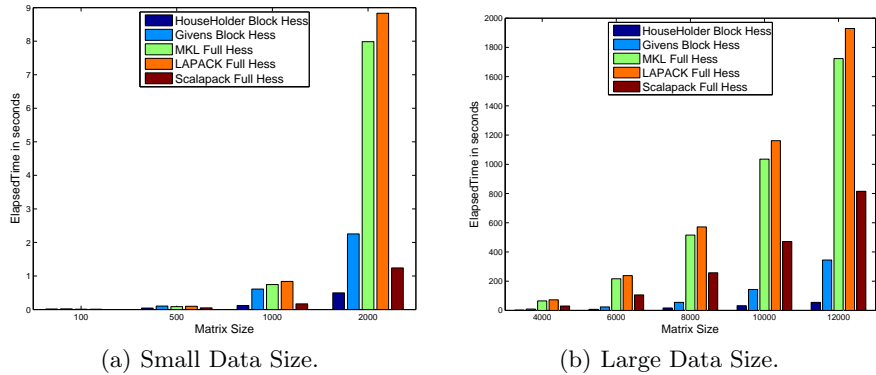 9
8
7
6
5
4
3
2
1
0
ElapsedTime in seconds
HouseHolder Block Hess
Givens Block Hess
MKL Full Hess
LAPACK Full Hess
Scalapack Full Hess
100 500 1000 2000
Matrix Size
(a) Small Data Size.
2000
1800
1600
1400
1200
1000
800
600
400
200
0
ElapsedTime in seconds
HouseHolder Block Hess
Givens Block Hess
MKL Full Hess
LAPACK Full Hess
Scalapack Full Hess
4000 6000 8000 10000 12000
Matrix Size
(b) Large Data Size.